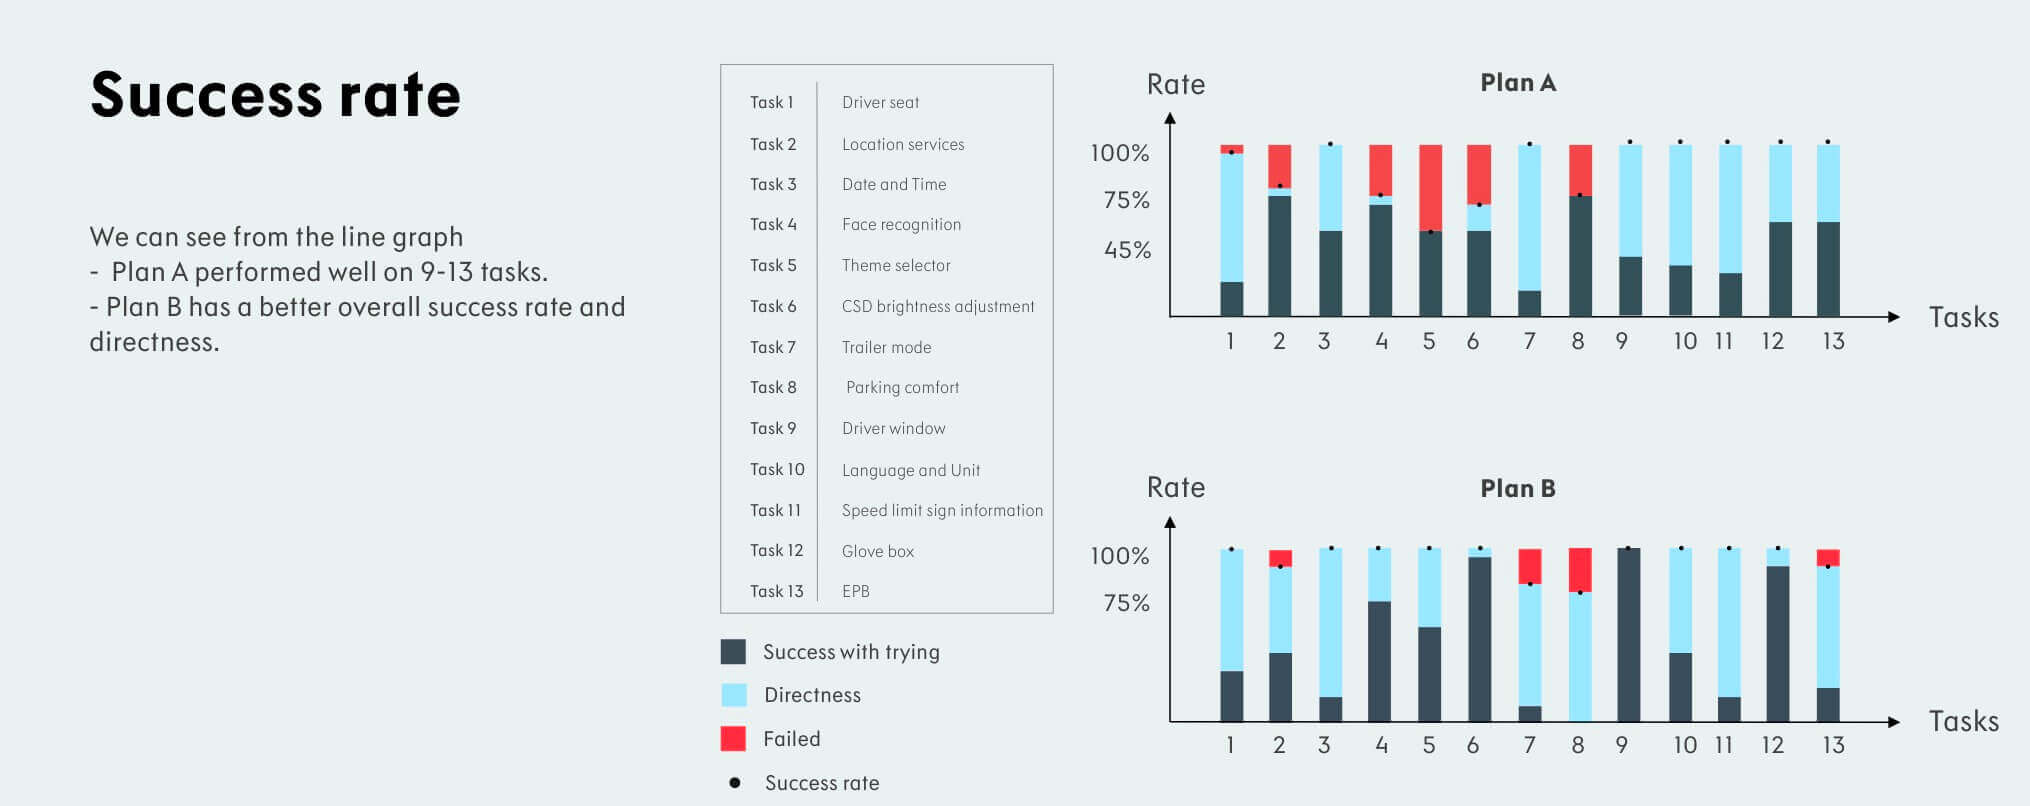 Success rate
We can see from the line graph
-  Plan A performed well on 9-13 tasks.
- Plan B has a better overall success rate and
directness.
Task 1 Driver seat
Task 2 Location services
Task 3 Date and Time
Task 4 Face recognition
Task 5 Theme selector
Task 6 CSD brightness adjustment
Task 7 Trailer mode
Task 8 Parking comfort
Task 9 Driver window
Task 10 Language and Unit
Task 11 Speed limit sign information
Task 12 Glove box
Task 13 EPB
Success with trying
Directness
Failed
Success rate
Rate
Plan A
100%
75%
45%
Tasks
1 2 3 4 5 6 7 8 9 10 11 12 13
Rate
Plan B
100%
75%
Tasks
1 2 3 4 5 6 7 8 9 10 11 12 13